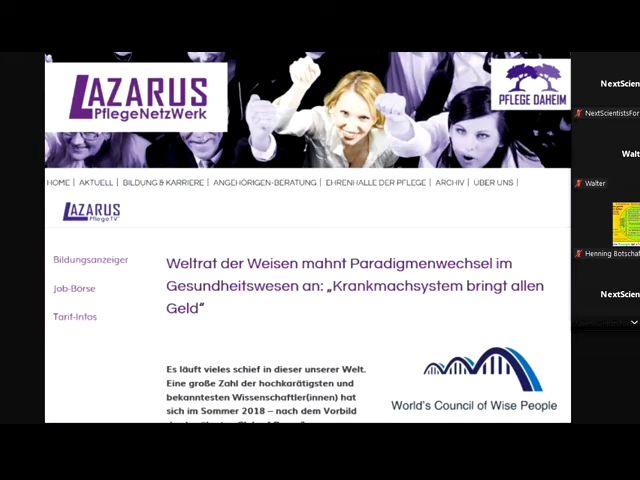 LAZARUS
PflegeNetzWerk
PFLEGE DAHEIM
HOME | AKTUELL | BILDUNG & KARRIERE | ANGEHÖRIGEN-BERATUNG | EHRENHALLE DER PFLEGE | ARCHIV | ÜBER UNS |
LAZARUS
Pflege TV
Bildungsanzeiger
Job-Börse
Tarif-Infos
Weltrat der Weisen mahnt Paradigmenwechsel im
Gesundheitswesen an: „Krankmachsystem bringt allen
Geld“
Es läuft vieles schief in dieser unserer Welt.
Eine große Zahl der hochkarätigsten und
bekanntesten Wissenschaftler(innen) hat
sich im Sommer 2018 – nach dem Vorbild
World's Council of Wise People
NextScien
NextScientistsFor
Walt
Walter
Henning Botschaf
NextScien